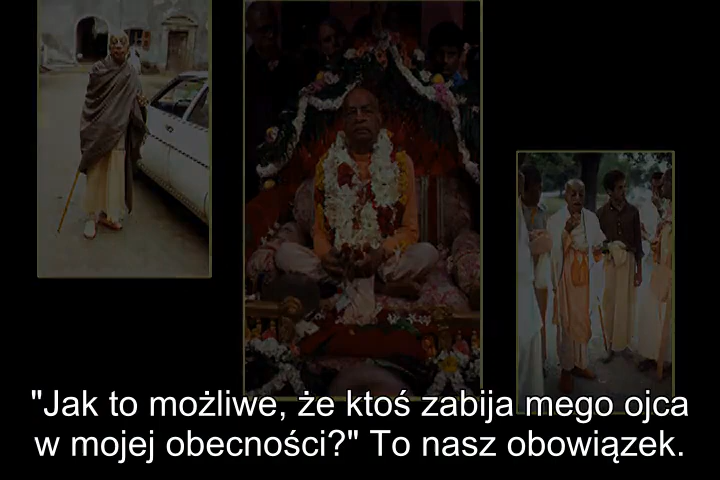 "Jak to możliwe, że ktoś zabija mego ojca
w mojej obecności?" To nasz obowiązek.